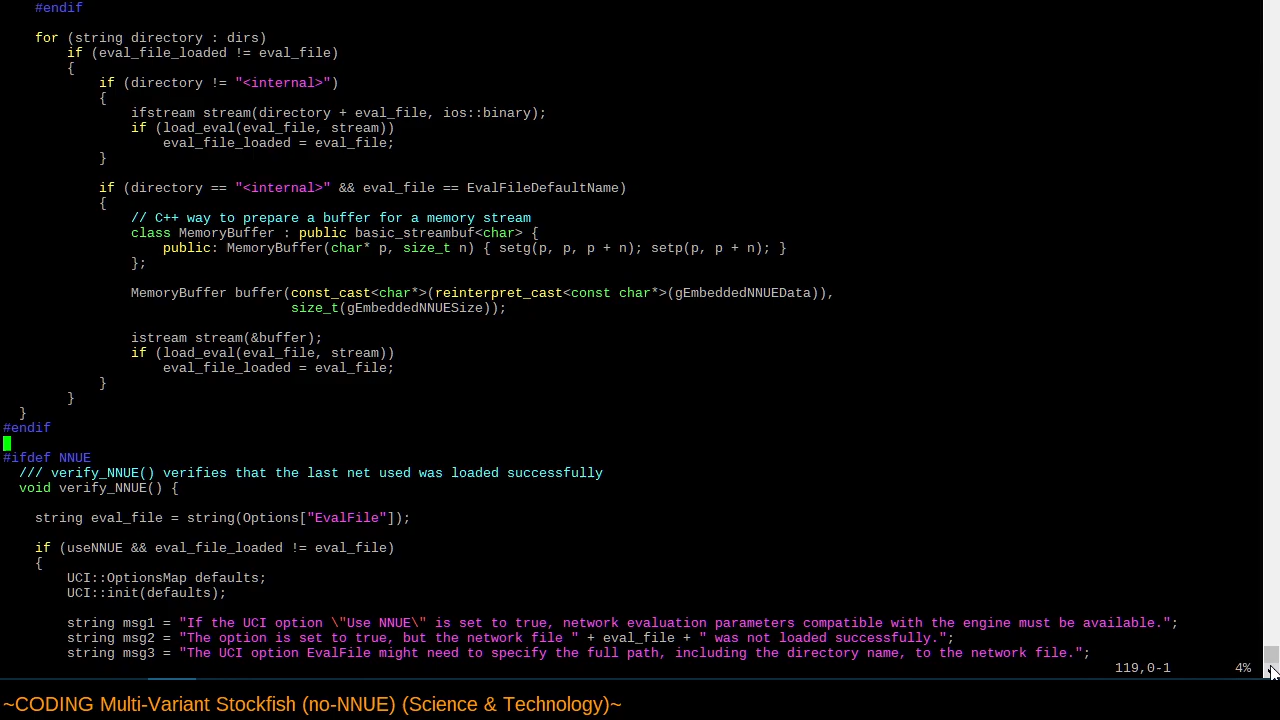 #endif
for (string directory : dirs)
if (eval_file_loaded != eval_file)
{
if (directory != "<internal>")
{
ifstream stream(directory + eval_file, ios::binary);
if (load_eval(eval_file, stream))
eval_file_loaded = eval_file;
}
if (directory == "<internal>" && eval_file == EvalFileDefaultName)
{
// C++ way to prepare a buffer for a memory stream
class MemoryBuffer : public basic_streambuf<char> {
public: MemoryBuffer(char* p, size_t n) { setg(p, p, p + n); setp(p, p + n); }
};
MemoryBuffer buffer(const_cast<char*>(reinterpret_cast<const char*>(gEmbeddedNNUEData)),
size_t(gEmbeddedNNUESize));
istream stream(&buffer);
if (load_eval(eval_file, stream))
eval_file_loaded = eval_file;
}
}
}
#endif
#ifdef NNUE
/// verify_NNUE() verifies that the last net used was loaded successfully
void verify_NNUE() {
string eval_file = string(Options["EvalFile"]);
if (useNNUE && eval_file_loaded != eval_file)
{
UCI::OptionsMap defaults;
UCI::init(defaults);
string msg1 = "If the UCI option \"Use NNUE\" is set to true, network evaluation parameters compatible with the engine must be available.";
string msg2 = "The option is set to true, but the network file " + eval_file + " was not loaded successfully.";
string msg3 = "The UCI option EvalFile might need to specify the full path, including the directory name, to the network file.";
119,0-1 4%
~CODING Multi-Variant Stockfish (no-NNUE) (Science & Technology)~